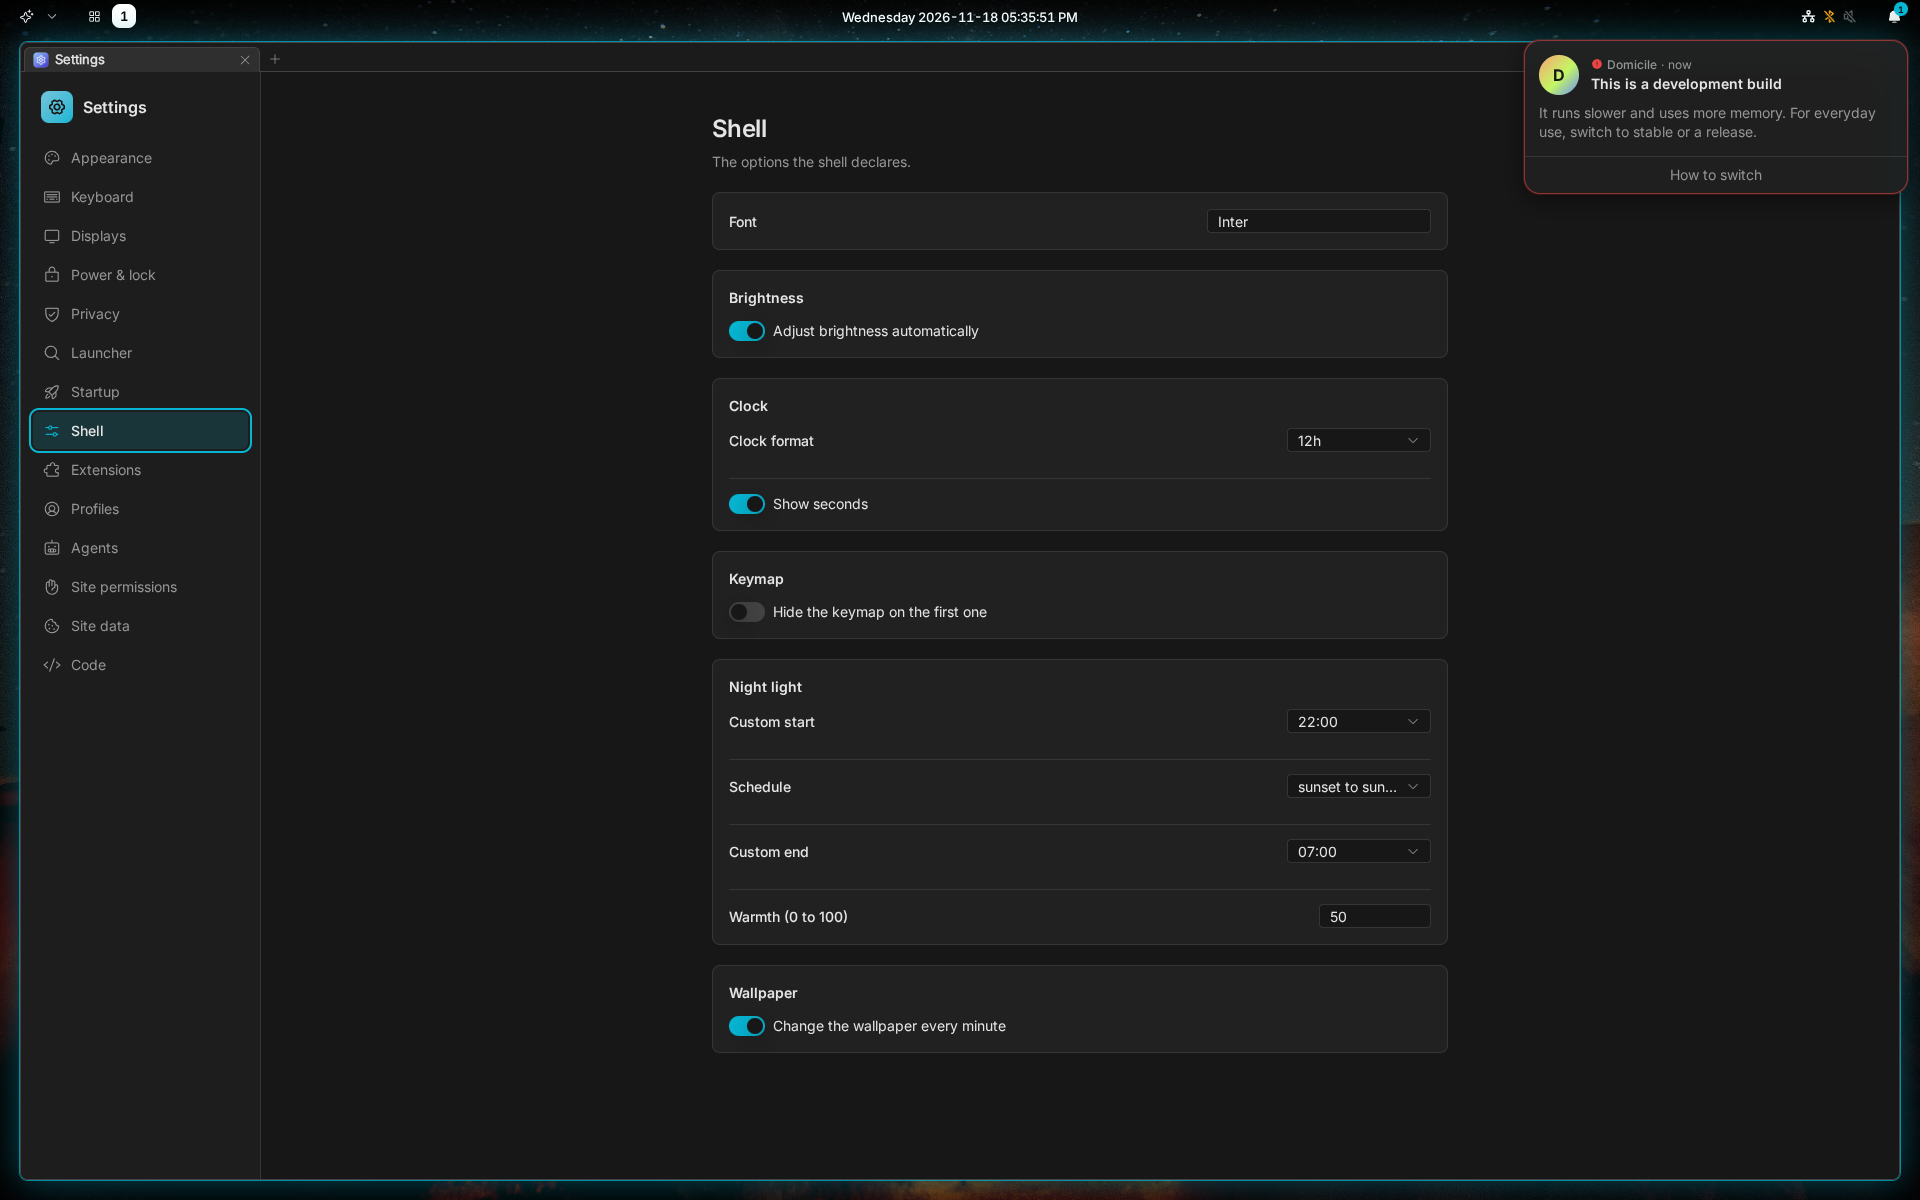 1
Wednesday 2026-11-18 05:35:51 PM
1
Settings
D
Domicile · now
This is a development build
It runs slower and uses more memory. For everyday
use, switch to stable or a release.
How to switch
Settings
Appearance
Keyboard
Displays
Power & lock
Privacy
Launcher
Startup
Shell
Extensions
Profiles
Agents
Site permissions
Site data
Code
Shell
The options the shell declares.
Font
Inter
Brightness
Adjust brightness automatically
Clock
Clock format
12h
Show seconds
Keymap
Hide the keymap on the first one
Night light
Custom start
22:00
Schedule
sunset to sun...
Custom end
07:00
Warmth (0 to 100)
50
Wallpaper
Change the wallpaper every minute